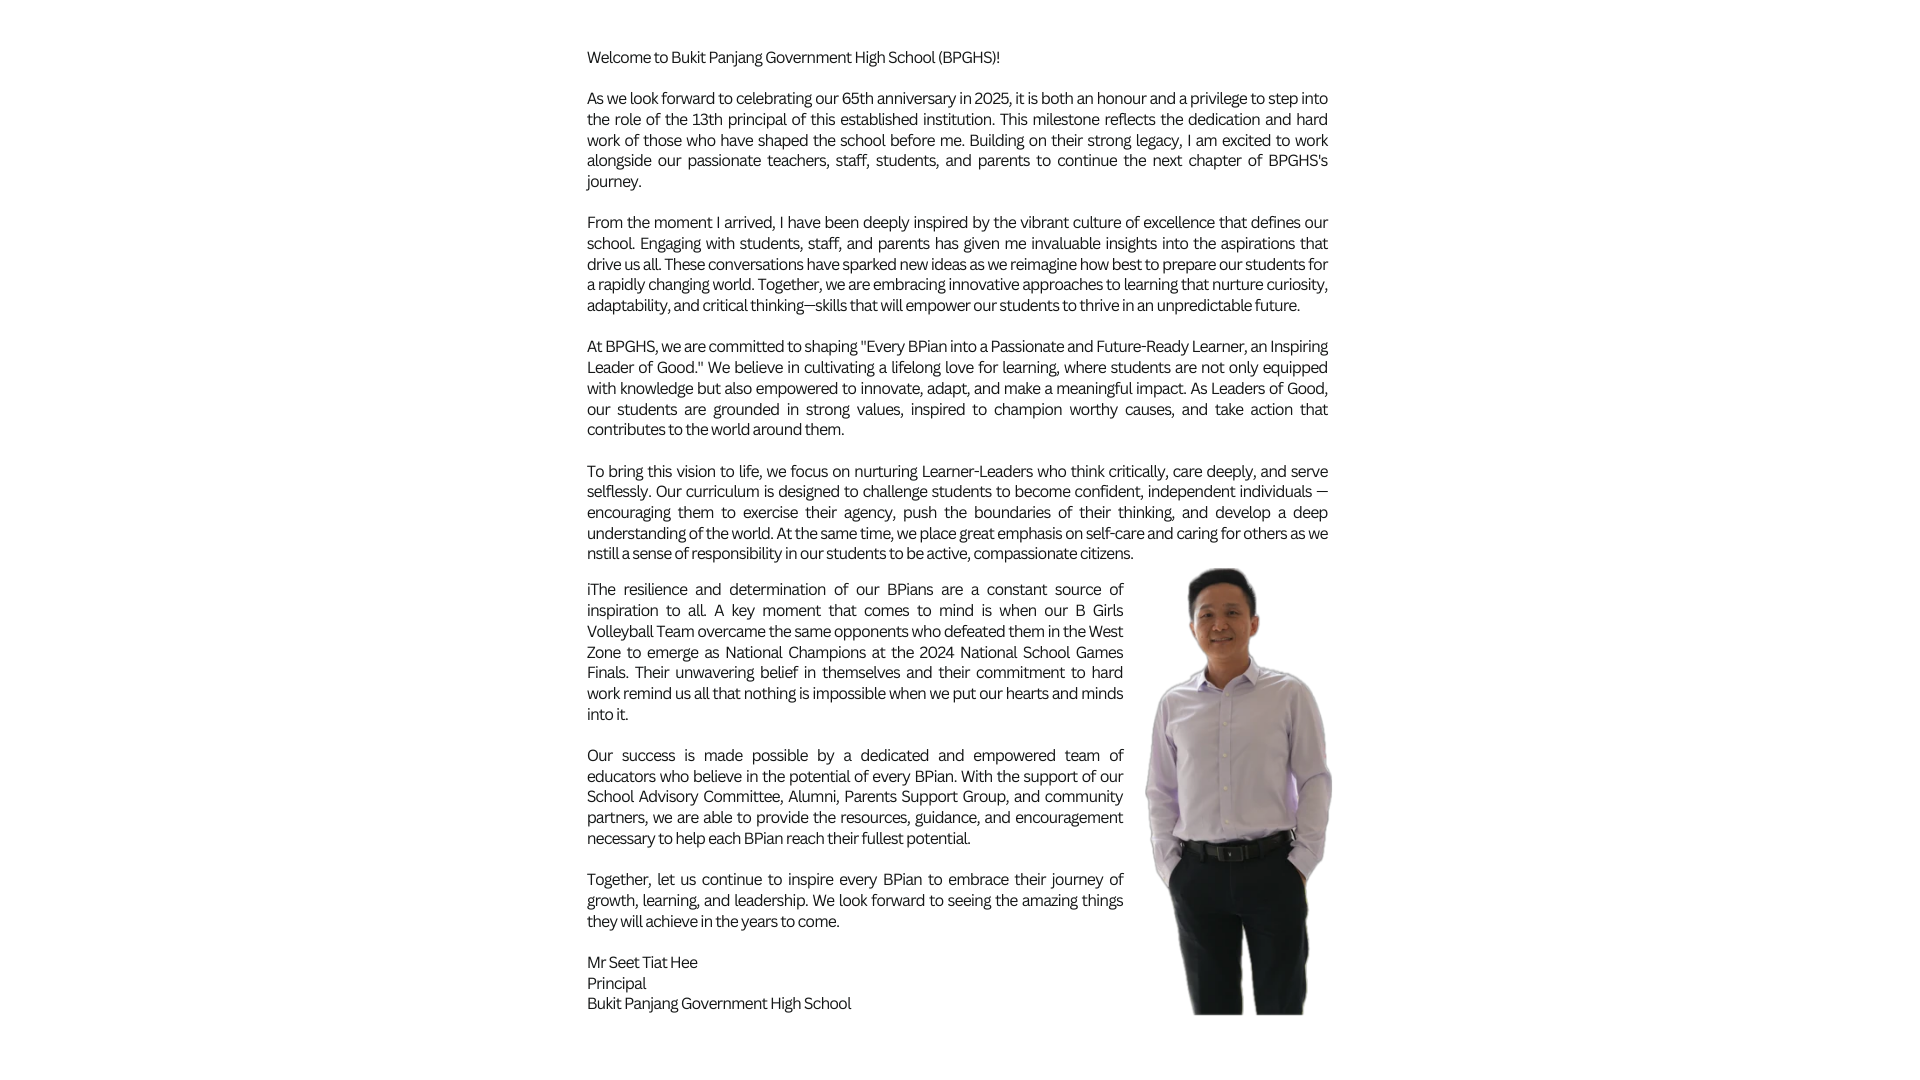 Welcome to Bukit Panjang Government High School (BPGHS)!
As we look forward to celebrating our 65th anniversary in 2025, it is both an honour and a privilege to step into
the role of the 13th principal of this established institution. This milestone reflects the dedication and hard
work of those who have shaped the school before me. Building on their strong legacy, I am excited to work
alongside our passionate teachers, staff, students, and parents to continue the next chapter of BPGHS's
journey.
From the moment I arrived, I have been deeply inspired by the vibrant culture of excellence that defines our
school. Engaging with students, staff, and parents has given me invaluable insights into the aspirations that
drive us all. These conversations have sparked new ideas as we reimagine how best to prepare our students for
a rapidly changing world. Together, we are embracing innovative approaches to learning that nurture curiosity,
adaptability, and critical thinking—skills that will empower our students to thrive in an unpredictable future.
At BPGHS, we are committed to shaping "Every BPian into a Passionate and Future-Ready Learner, an Inspiring
Leader of Good." We believe in cultivating a lifelong love for learning, where students are not only equipped
with knowledge but also empowered to innovate, adapt, and make a meaningful impact. As Leaders of Good,
our students are grounded in strong values, inspired to champion worthy causes, and take action that
contributes to the world around them.
To bring this vision to life, we focus on nurturing Learner-Leaders who think critically, care deeply, and serve
selflessly. Our curriculum is designed to challenge students to become confident, independent individuals —
encouraging them to exercise their agency, push the boundaries of their thinking, and develop a deep
understanding of the world. At the same time, we place great emphasis on self-care and caring for others as we
nstill a sense of responsibility in our students to be active, compassionate citizens.
iThe resilience and determination of our BPians are a constant source of
inspiration to all. A key moment that comes to mind is when our B Girls
Volleyball Team overcame the same opponents who defeated them in the West
Zone to emerge as National Champions at the 2024 National School Games
Finals. Their unwavering belief in themselves and their commitment to hard
work remind us all that nothing is impossible when we put our hearts and minds
into it.
Our success is made possible by a dedicated and empowered team of
educators who believe in the potential of every BPian. With the support of our
School Advisory Committee, Alumni, Parents Support Group, and community
partners, we are able to provide the resources, guidance, and encouragement
necessary to help each BPian reach their fullest potential.
Together, let us continue to inspire every BPian to embrace their journey of
growth, learning, and leadership. We look forward to seeing the amazing things
they will achieve in the years to come.
Mr Seet Tiat Hee
Principal
Bukit Panjang Government High School